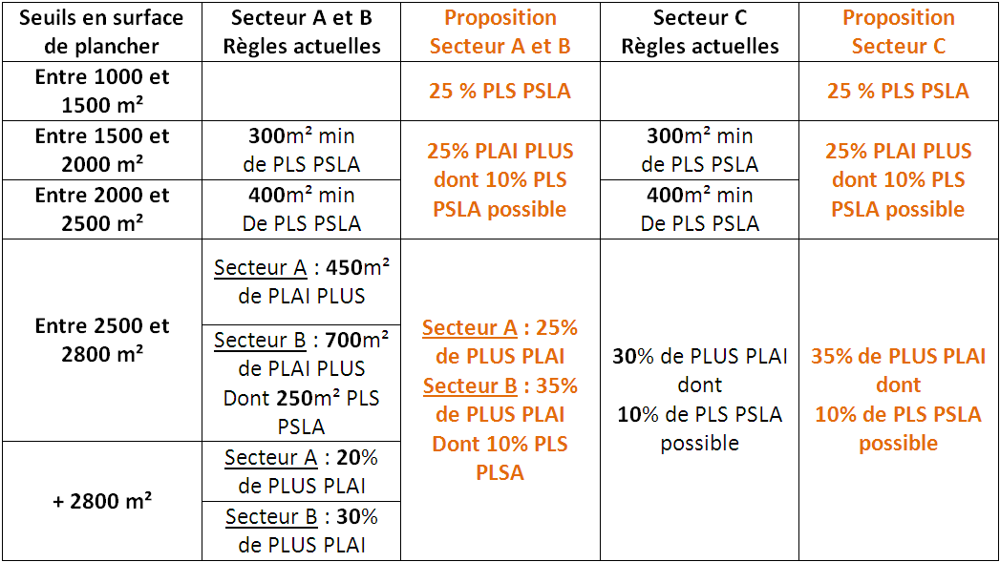 Seuils en surface
de plancher
Secteur A et B
Règles actuelles
Proposition
Secteur A et B
Secteur C
Règles actuelles
Proposition
Secteur C
Entre 1000 et
1500 m²
25 % PLS PSLA
25 % PLS PSLA
Entre 1500 et
2000 m²
300m² min
de PLS PSLA
25% PLAI PLUS
dont 10% PLS
PSLA possible
300m² min
de PLS PSLA
25% PLAI PLUS
dont 10% PLS
PSLA possible
Entre 2000 et
2500 m²
400m² min
De PLS PSLA
400m² min
De PLS PSLA
Entre 2500 et
2800 m²
Secteur A : 450m²
de PLAI PLUS
Secteur B : 700m²
de PLAI PLUS
Dont 250m² PLS
PSLA
Secteur A : 25%
de PLUS PLAI
Secteur B : 35%
de PLUS PLAI
Dont 10% PLS
PLSA
30% de PLUS PLAI
dont
10% de PLS PSLA
possible
35% de PLUS PLAI
dont
10% de PLS PSLA
possible
+ 2800 m²
Secteur A : 20%
de PLUS PLAI
Secteur B : 30%
de PLUS PLAI